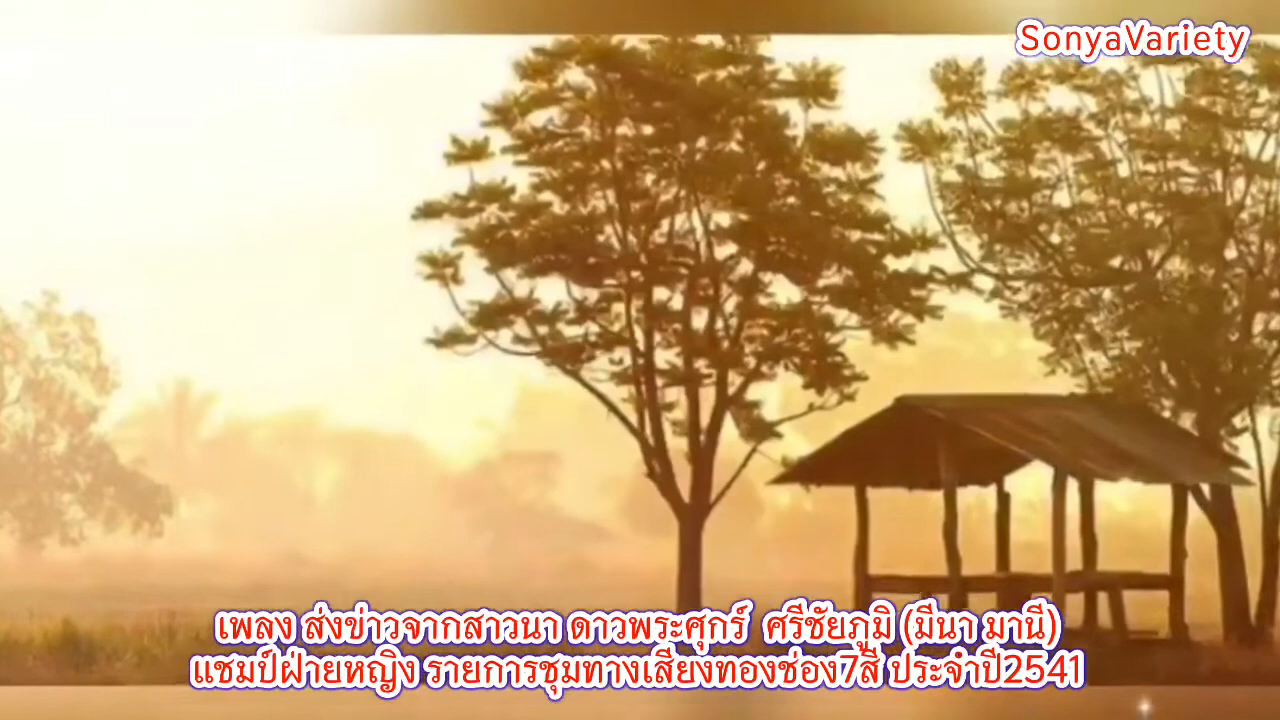 SonyaVariety
เพลง ส่งข่าวจากสาวนา ดาวพระศุกร์ ศรีชัยภูมิ (มีนา มานี)
แชมป์ฝ่ายหญิง รายการชุมทางเสียงทองช่อง7สี ประจำปี2541